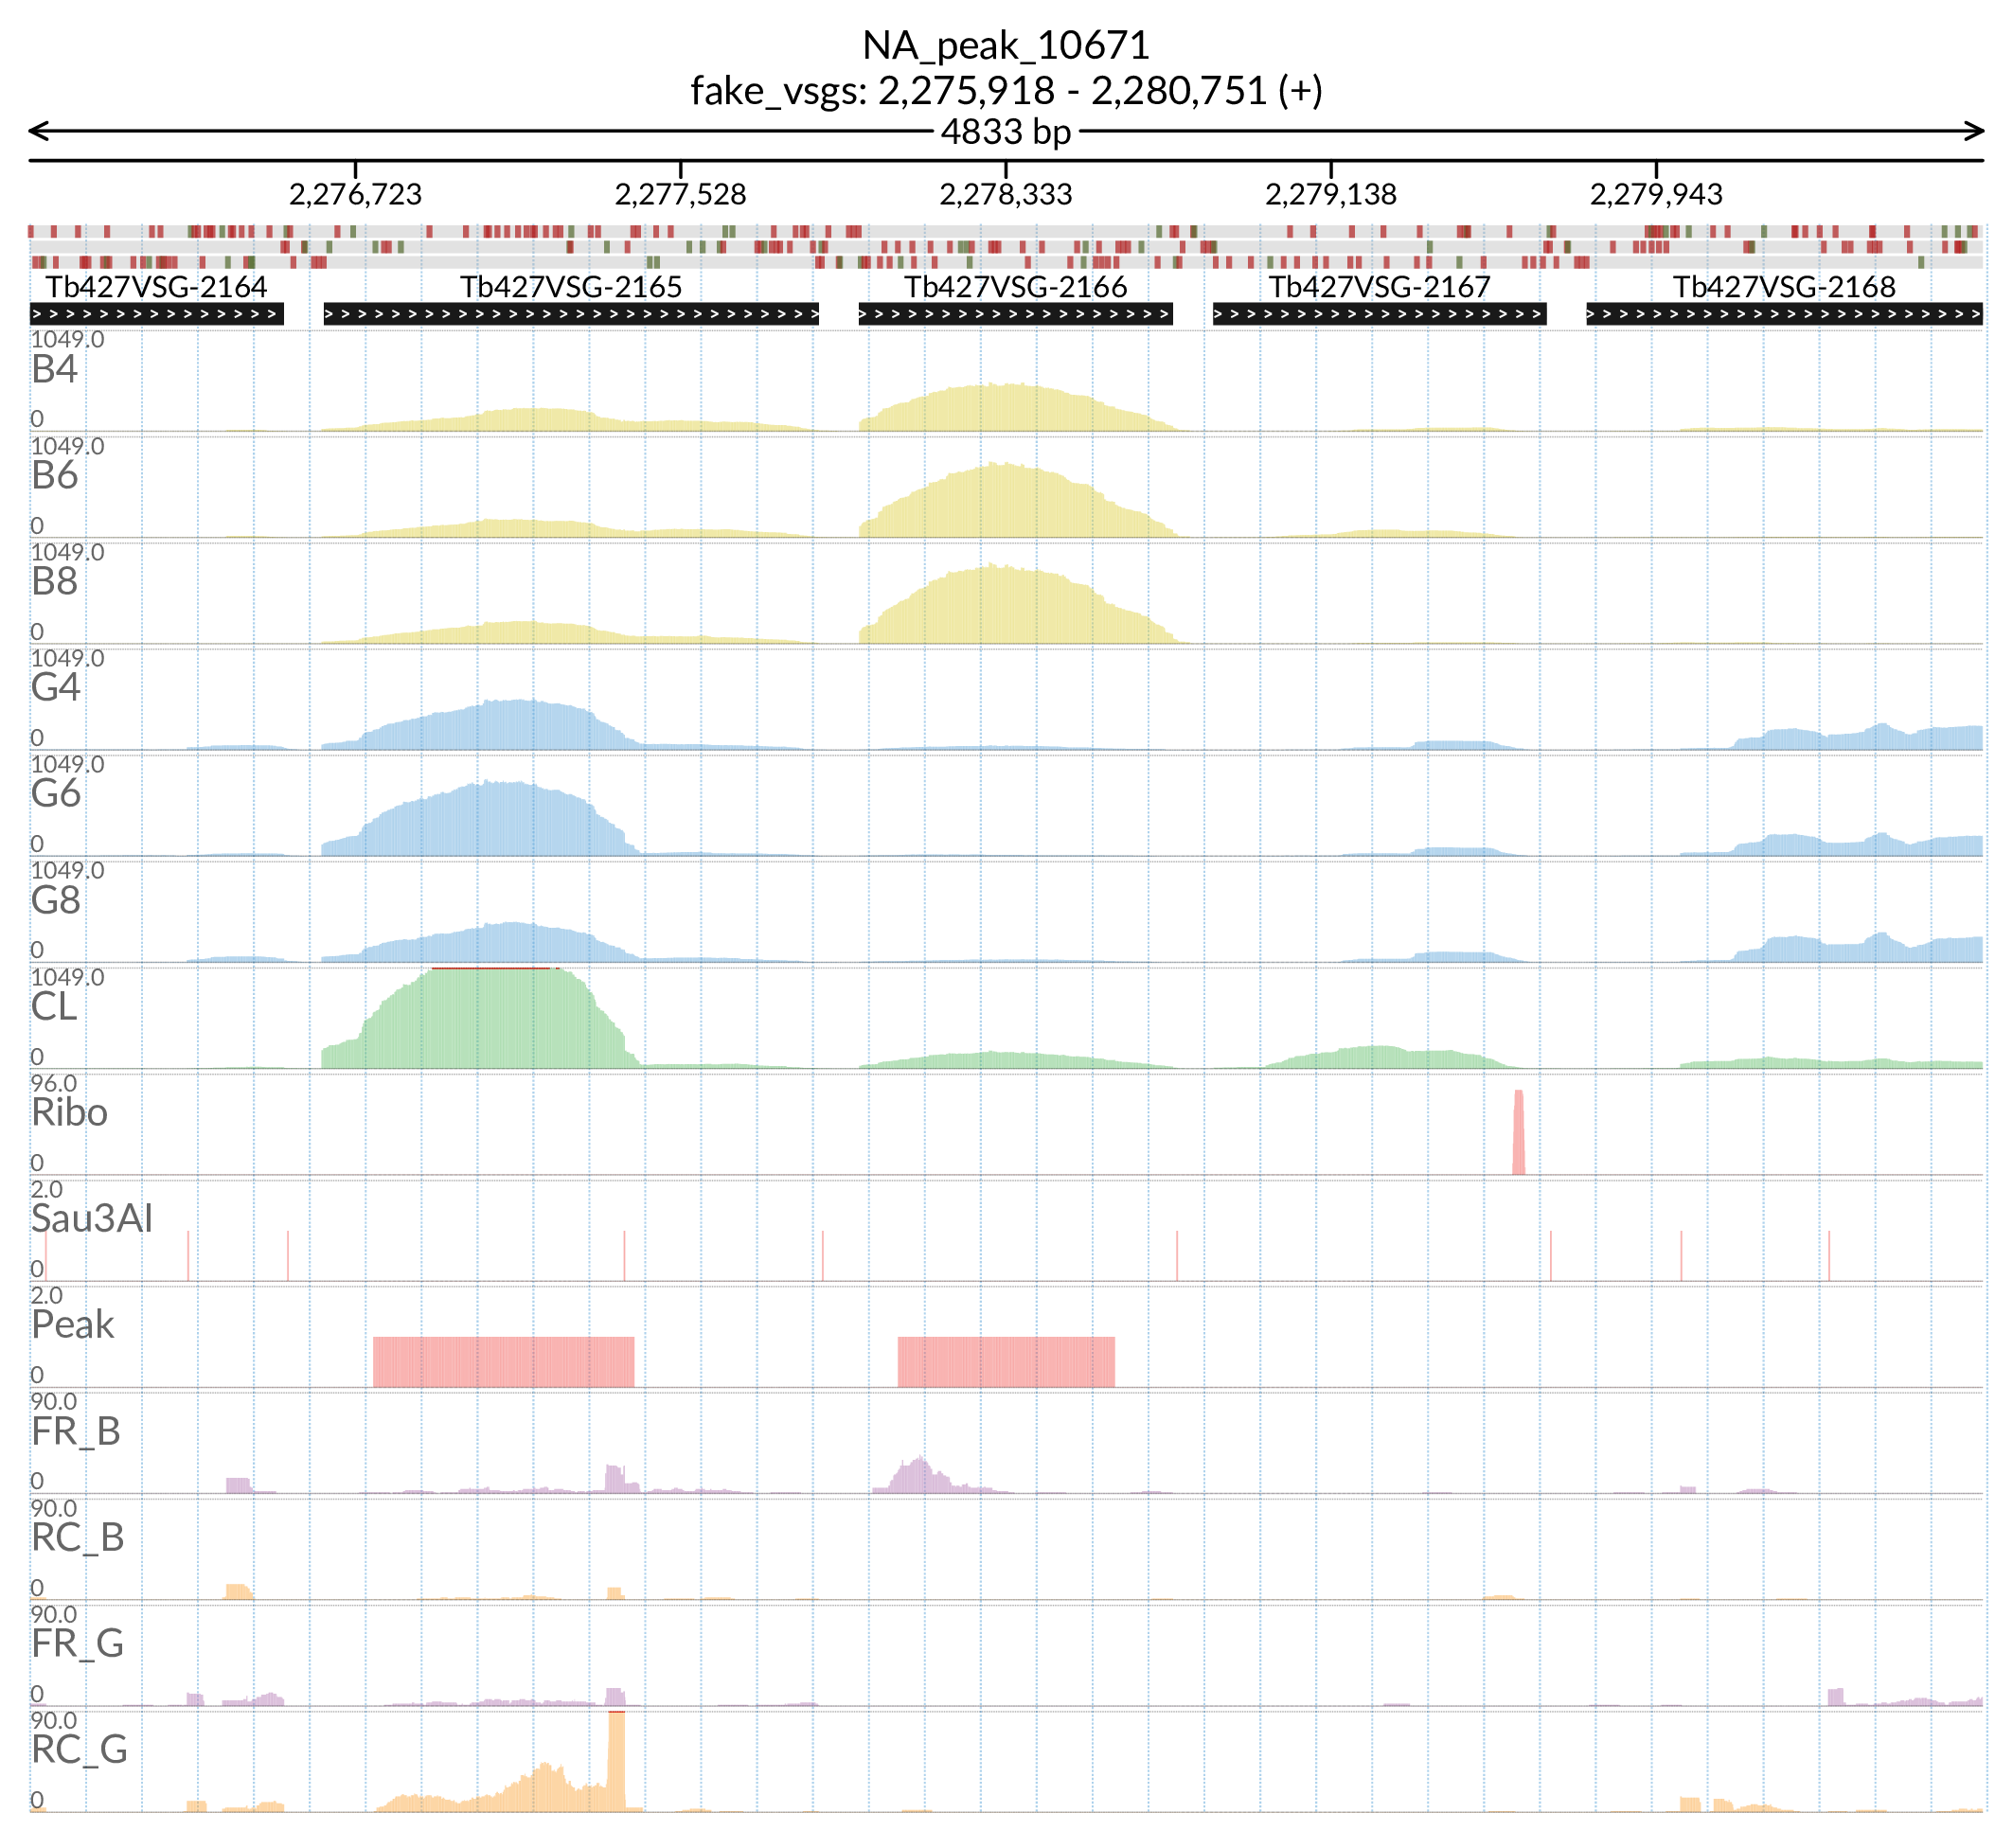 NA_peak_10671
fake_vsgs: 2,275,918 - 2,280,751 (+)
4833 bp
2,276,723 2,277,528 2,278,333 2,279,138 2,279,943
Tb427VSG-2164 Tb427VSG-2165 Tb427VSG-2166 Tb427VSG-2167 Tb427VSG-2168
1049.0
B4
0
1049.0
B6
0
1049.0
B8
0
1049.0
G4
0
1049.0
G6
0
1049.0
G8
0
1049.0
CL
0
96.0
Ribo
0
2.0
Sau3AI
0
2.0
Peak
0
90.0
FR_B
0
90.0
RC_B
0
90.0
FR_G
0
90.0
RC_G
0